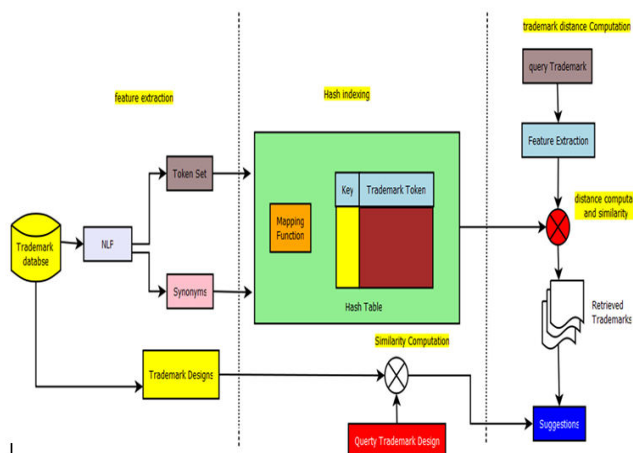 trademark distance Computation
query Trademark
feature extraction
Hash indexing
Feature Extraction
Token Set
Key
Trademark Token
distance computat
and similarity
Mapping
Function
Trademark
databse
NLF
Synonyms
Hash Table
Retrieved
Trademarks
Similarity Computation
Trademark Designs
Querty Trademark Design
Suggestions